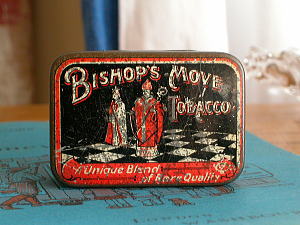 BISHOP'S MOVE
TOBACCO
A Unique Blend
of Rare Quality